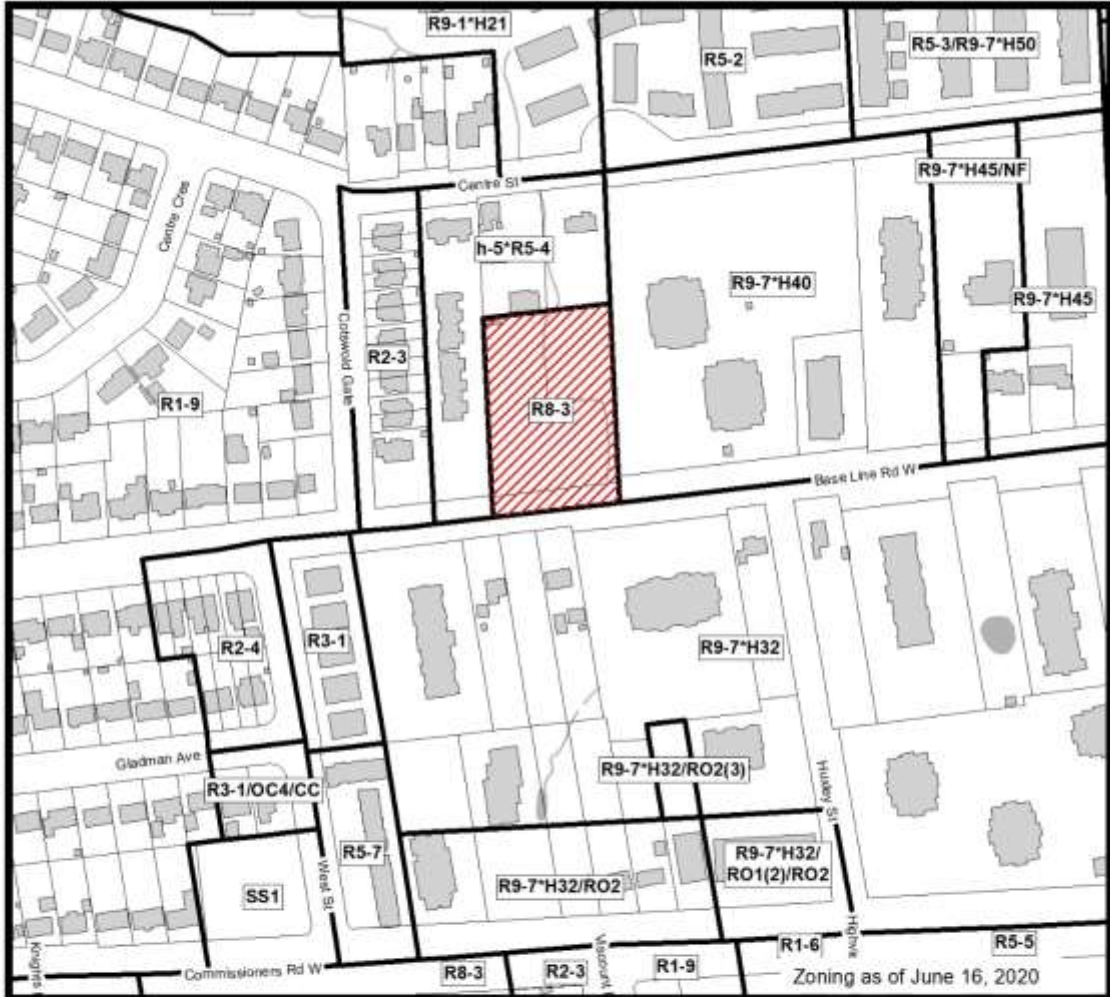 R9-1*H21
R5-2
R5-3/R9-7*H50
Centre St
R9-7*H45/NF
Centre Cres
h-5*R5-4
R9-7*H40
R9-7*H45
Cotswold Gate
R2-3
R1-9
R8-3
Base Line Rd W
R3-1
R2-4
R9-7*H32
Gladman Ave
R9-7*H32/RO2(3)
Huxley St
R3-1/OC4/CC
R5-7
R9-7*H32/
RO1(2)/RO2
R9-7*H32/RO2
SS1
West St
R1-6
R5-5
Commissioners Rd W
R8-3
R2-3
R1-9
Zoning as of June 16, 2020